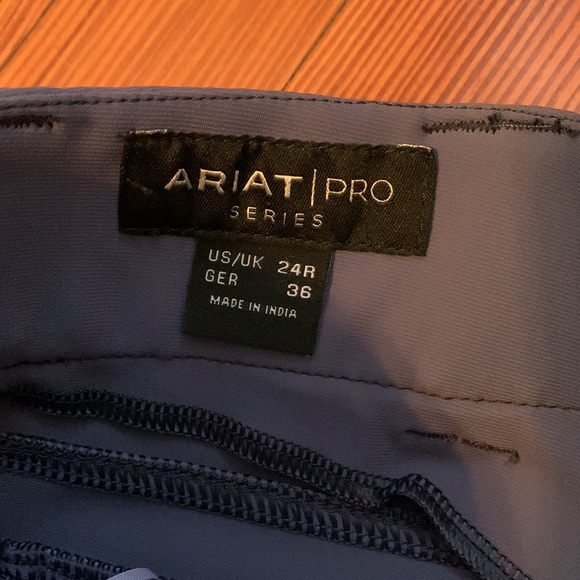 ARIAT|PRO
SERIES
US/UK 24R
GER 36
MADE IN INDIA